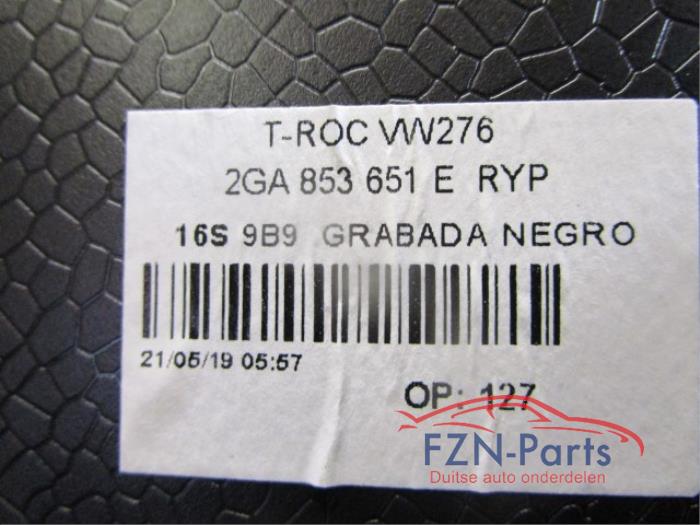 T-ROC VW276
2GA 853 651 E RYP
16S 9B9 GRABADA NEGRO
21/05/19 05:57
OP: 127
FZN-Parts
Duitse auto onderdelen